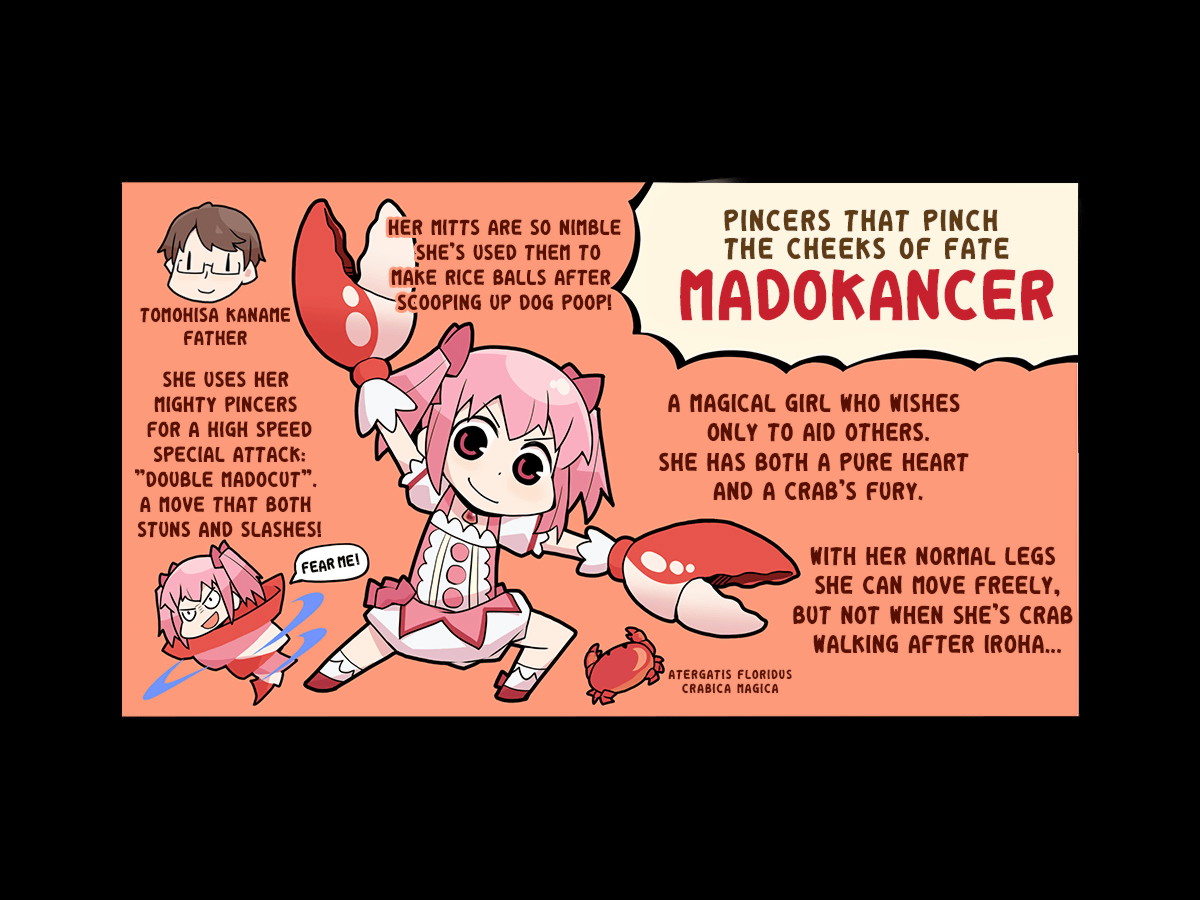 PINCERS THAT PINCH
THE CHEEKS OF FATE
MADOKANCER
HER MITTS ARE SO NIMBLE
SHE'S USED THEM TO
MAKE RICE BALLS AFTER
SCOOPING UP DOG POOP!
TOMOHISA KANAME
FATHER
SHE USES HER
MIGHTY PINCERS
FOR A HIGH SPEED
SPECIAL ATTACK:
"DOUBLE MADOCUT".
A MOVE THAT BOTH
STUNS AND SLASHES!
FEAR ME!
A MAGICAL GIRL WHO WISHES
ONLY TO AID OTHERS.
SHE HAS BOTH A PURE HEART
AND A CRAB'S FURY.
WITH HER NORMAL LEGS
SHE CAN MOVE FREELY,
BUT NOT WHEN SHE'S CRAB
WALKING AFTER IROHA...
ATERGATIS FLORIDUS
CRABICA MAGICA